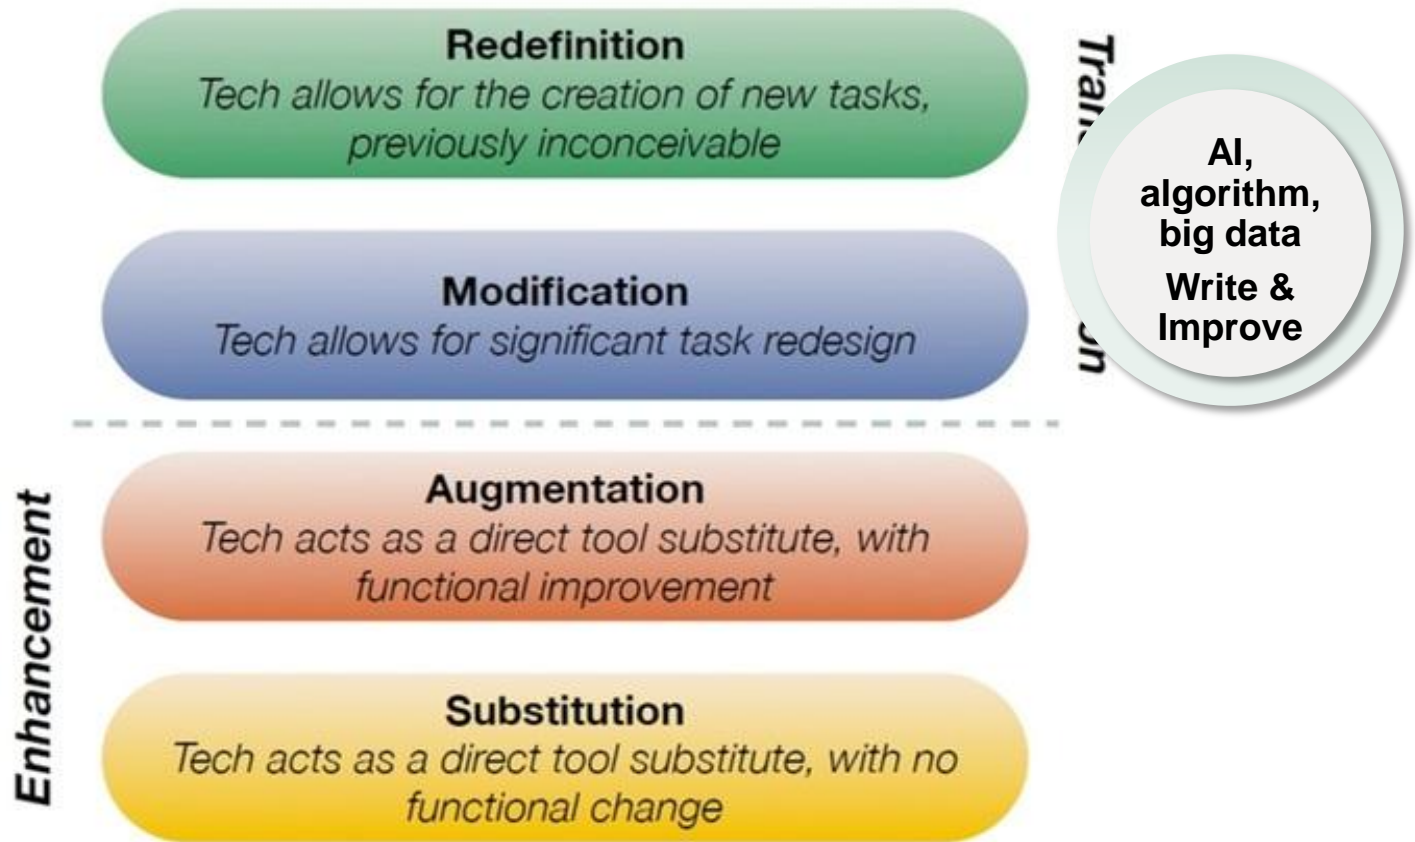 Redefinition
Tech allows for the creation of new tasks,
previously inconceivable
AI,
algorithm,
big data
Write &
Improve
Modification
Tech allows for significant task redesign
Enhancement
Augmentation
Tech acts as a direct tool substitute, with
functional improvement
Substitution
Tech acts as a direct tool substitute, with no
functional change